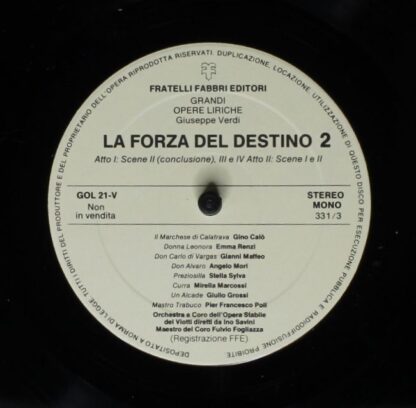 DEPOSITATO A NORMA DI LEGGE. TUTTI I DIRITTI DEL PRODUTTORE E DEL PROPRIETARIO DELL'OPERA RIPRODOTTA RISERVATI. DUPLICAZIONE, LOCAZIONE, UTILIZZAZIONE DI QUESTO DISCO PER ESECUZIONE PUBBLICA E RADIODIFFUSIONE PROIBITE
FRATELLI FABBRI EDITORI
GRANDI
OPERE LIRICHE
Giuseppe Verdi
LA FORZA DEL DESTINO 2
Atto I: Scene II (conclusione), III e IV Atto II: Scene I e II
GOL 21-V
Non
in vendita
STEREO
MONO
331/3
Il Marchese di Calatrava Gino Calò
Donna Leonora Emma Renzi
Don Carlo di Vargas Gianni Maffeo
Don Alvaro Angelo Mori
Preziosilla Stella Sylva
Curra Mirella Marcossi
Un Alcade Giulio Grossi
Mastro Trabuco Pier Francesco Poli
Orchestra e Coro dell'Opera Stabile
dei Viotti diretti da Ino Savini
Maestro del Coro Fulvio Fogliazza
(Registrazione FFE)